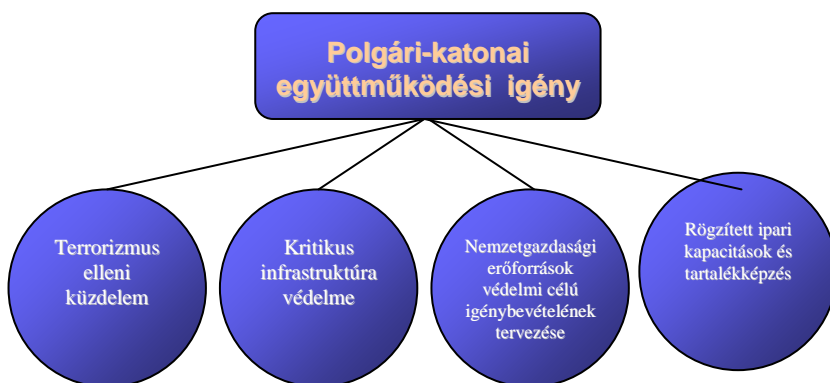 Polgári-katonai
együttműködési igény
Terrorizmus
elleni
küzdelem
Kritikus
infrastruktúra
védelme
Nemzetgazdasági
erőforrások
védelmi célú
igénybevételének
tervezése
Rögzített ipari
kapacitások és
tartalékképzés